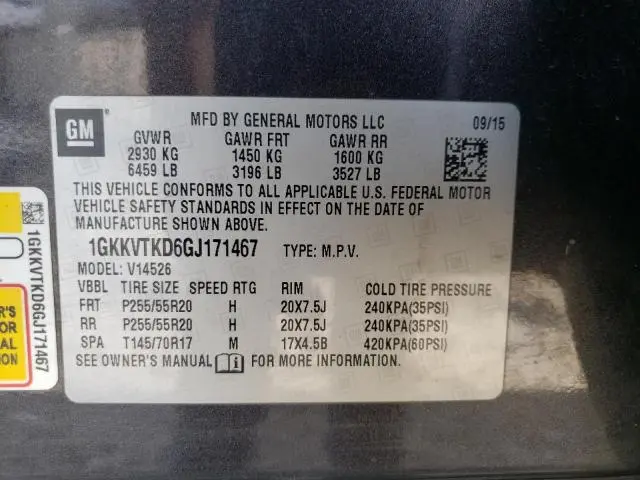 GM
MFD BY GENERAL MOTORS LLC 09/15
GVWR GAWR FRT GAWR RR
2930 KG 1450 KG 1600 KG
6459 LB 3196 LB 3527 LB
THIS VEHICLE CONFORMS TO ALL APPLICABLE U.S. FEDERAL MOTOR
VEHICLE SAFETY STANDARDS IN EFFECT ON THE DATE OF
MANUFACTURE SHOWN ABOVE.
1GKKVTKD6GJ171467 TYPE: M.P.V.
MODEL: V14526
VBBL TIRE SIZE SPEED RTG RIM COLD TIRE PRESSURE
FRT P255/55R20 H 20X7.5J 240KPA(35PSI)
RR P255/55R20 H 20X7.5J 240KPA(35PSI)
SPA T145/70R17 M 17X4.5B 420KPA(60PSI)
SEE OWNER'S MANUAL FOR MORE INFORMATION.
1GKKVTKD6GJ171467
R'S
OR
AL